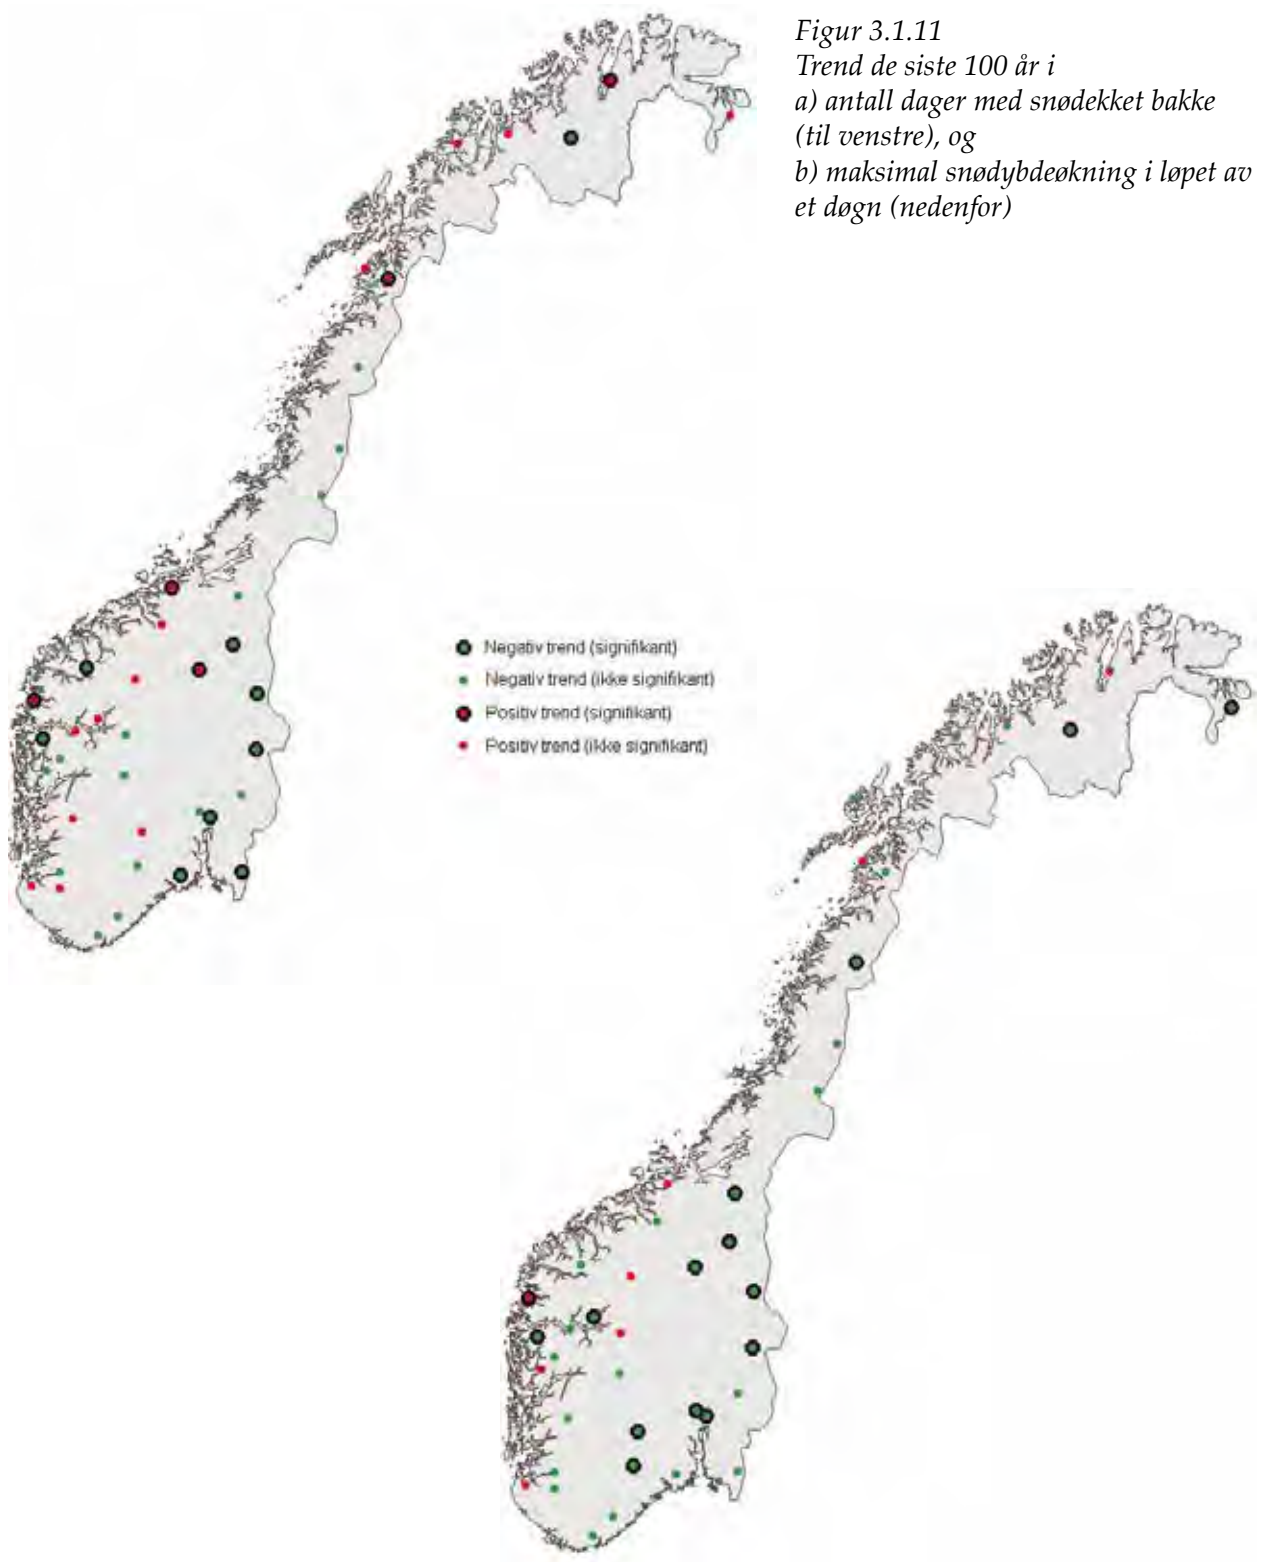 Figur 3.1.11
Trend de siste 100 år i
a) antall dager med snødekket bakke
(til venstre), og
b) maksimal snødybdeøkning i løpet av
et døgn (nedenfor)
Negativ trend (signifikant)
Negativ trend (ikke signifikant)
Positiv trend (signifikant)
Positiv trend (ikke signifikant)